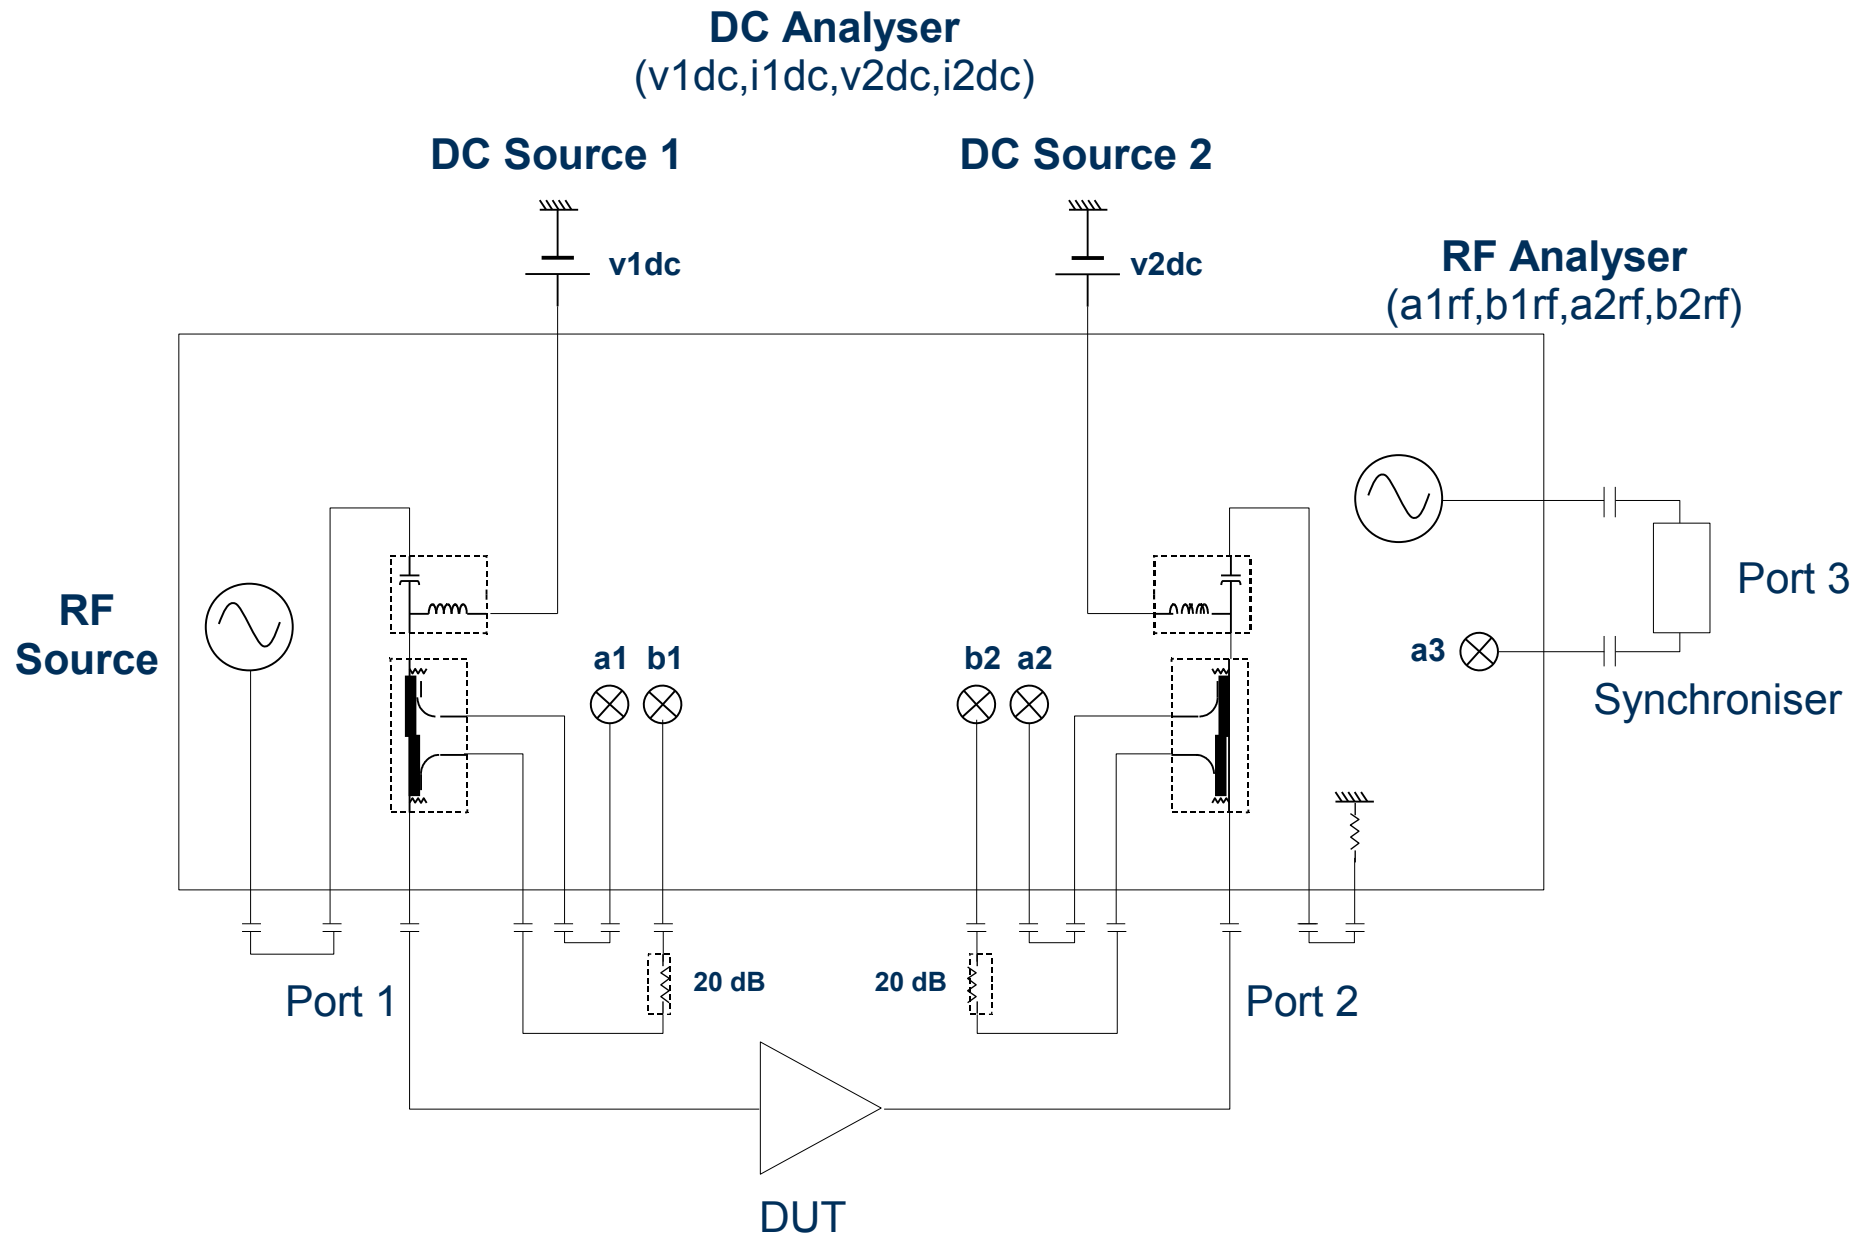 DC Analyser
(v1dc,i1dc,v2dc,i2dc)
DC Source 1
DC Source 2
v1dc
v2dc
RF Analyser
(a1rf,b1rf,a2rf,b2rf)
RF
Source
a1
b1
b2
a2
a3
Port 3
Synchroniser
Port 1
20 dB
20 dB
Port 2
DUT